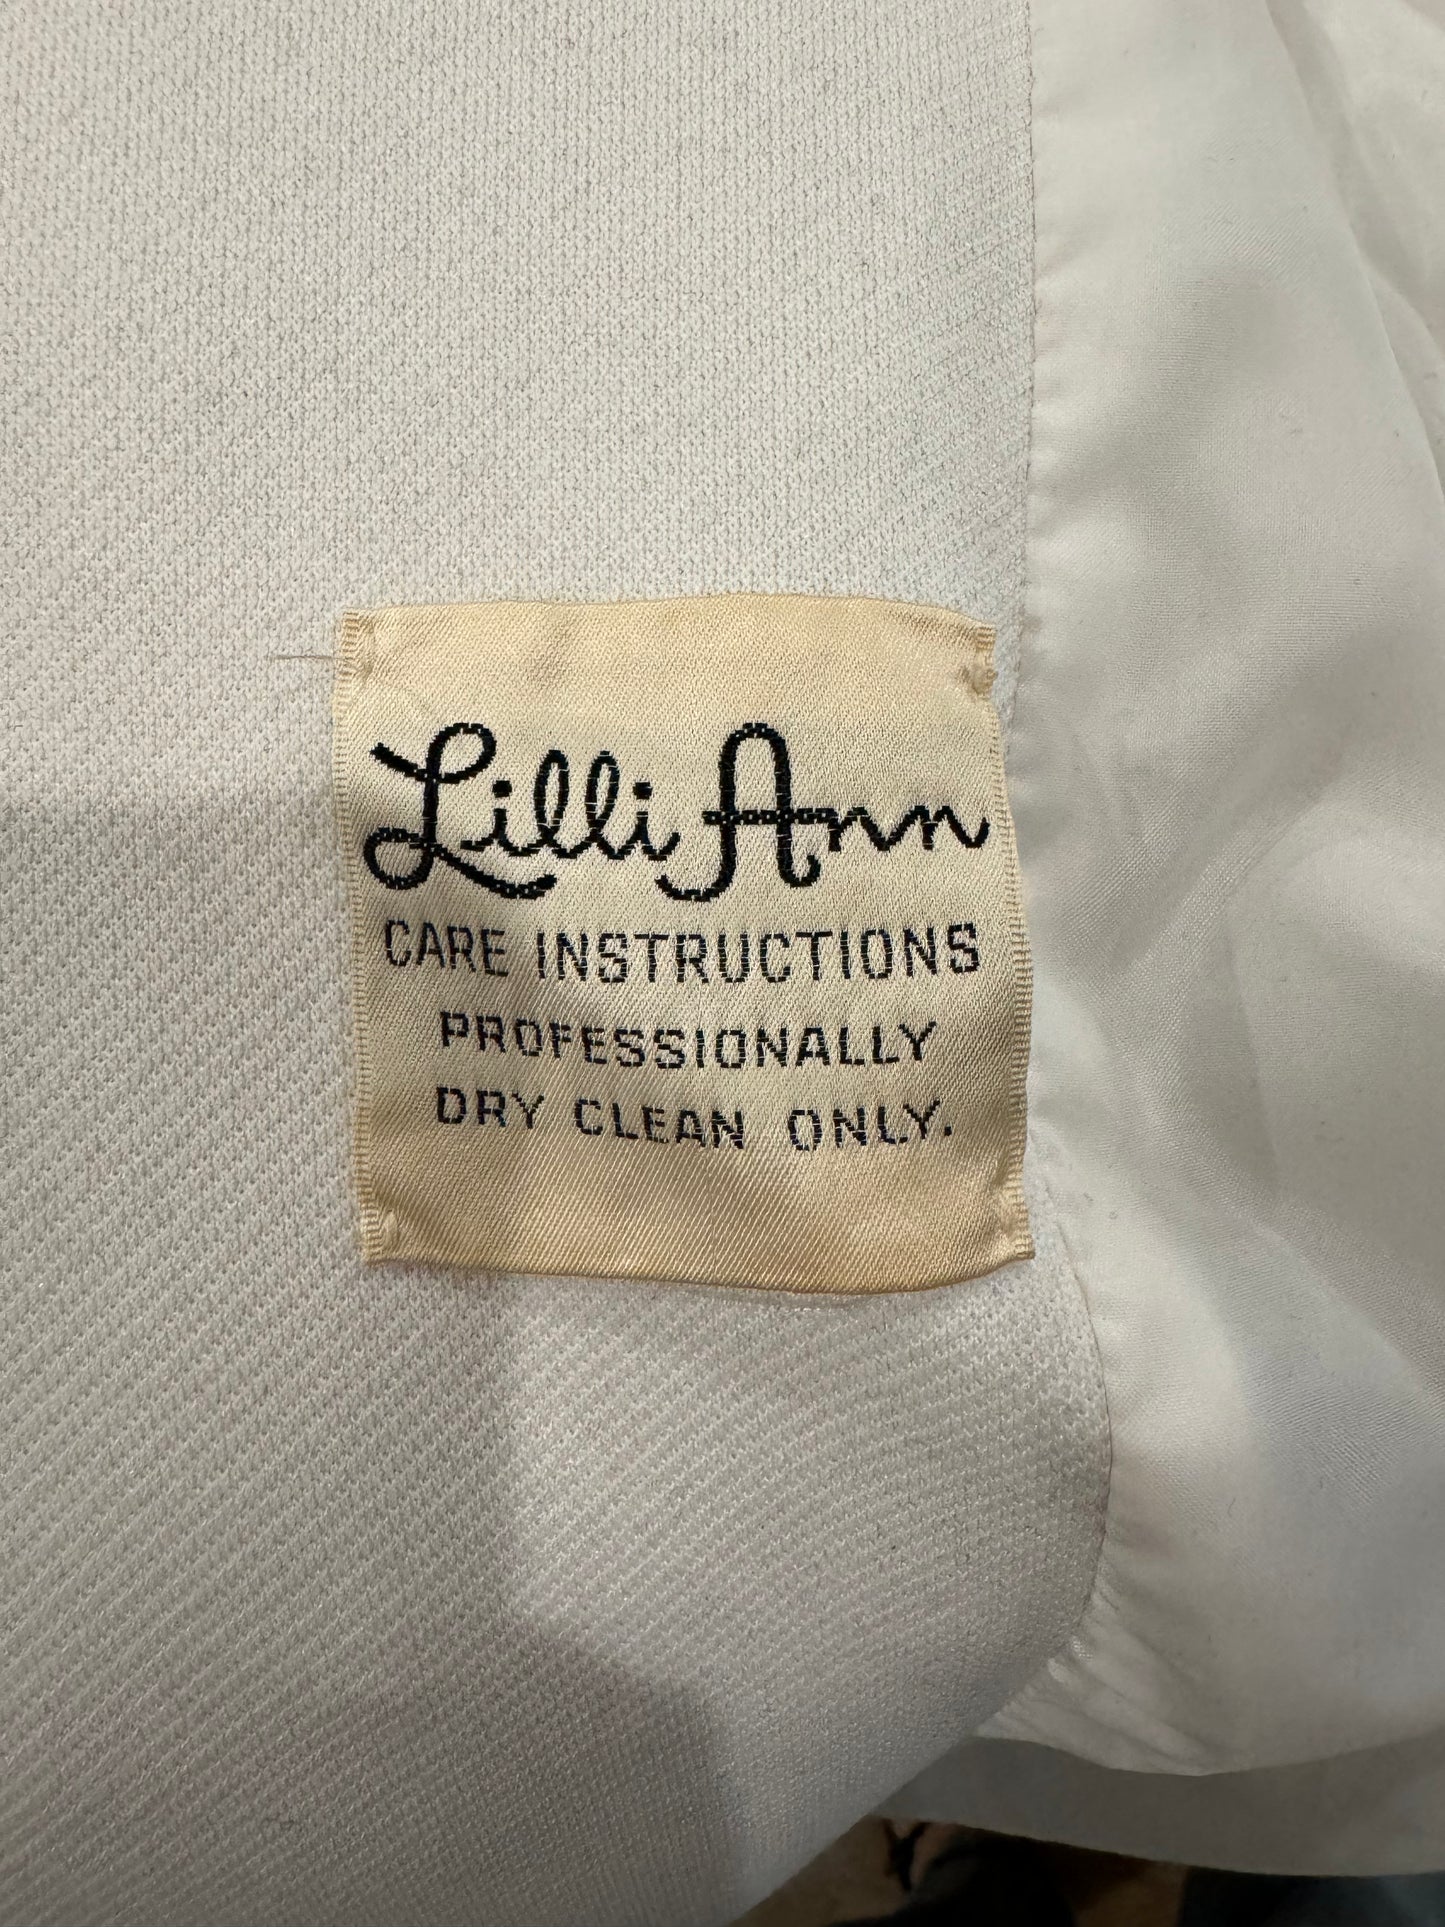 Lilli Ann
CARE INSTRUCTIONS
PROFESSIONALLY
DRY CLEAN ONLY.